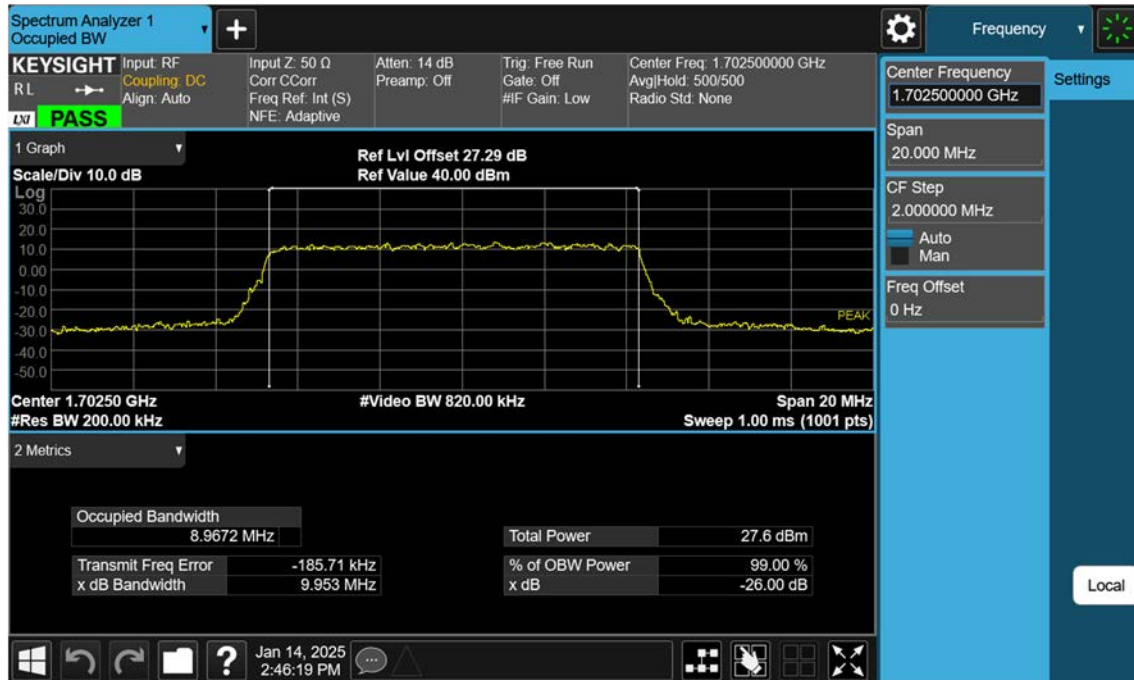 Spectrum Analyzer 1
Occupied BW
+
Frequency
KEYSIGHT
RL
LXI PASS
Input: RF
Coupling: DC
Align: Auto
Input Z: 50 Ω
Corr CCorr
Freq Ref: Int (S)
NFE: Adaptive
Atten: 14 dB
Preamp: Off
Trig: Free Run
Gate: Off
#IF Gain: Low
Center Freq: 1.702500000 GHz
Avg|Hold: 500/500
Radio Std: None
Center Frequency
1.702500000 GHz
Settings
Span
20.000 MHz
CF Step
2.000000 MHz
Auto
Man
Freq Offset
0 Hz
Local
1 Graph
Ref Lvl Offset 27.29 dB
Scale/Div 10.0 dB
Ref Value 40.00 dBm
Log
30.0
20.0
10.0
0.00
-10.0
-20.0
-30.0
-40.0
-50.0
PEAK
Center 1.70250 GHz
#Video BW 820.00 kHz
Span 20 MHz
#Res BW 200.00 kHz
Sweep 1.00 ms (1001 pts)
2 Metrics
Occupied Bandwidth
8.9672 MHz
Total Power 27.6 dBm
Transmit Freq Error -185.71 kHz
% of OBW Power 99.00 %
x dB Bandwidth 9.953 MHz
x dB -26.00 dB
?
Jan 14, 2025
2:46:19 PM